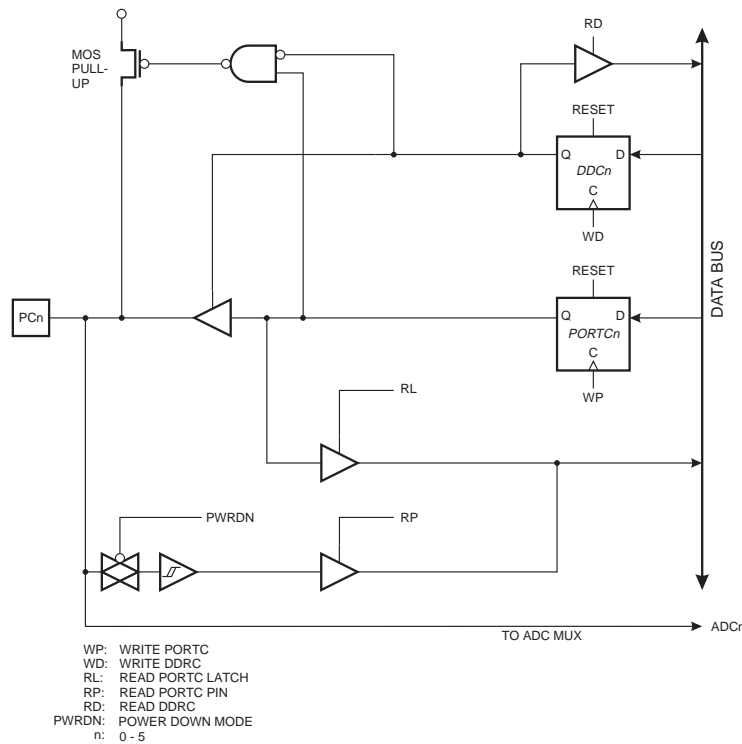 RD
MOS
PULL-
UP
RESET
Q
D
DDCn
C
WD
DATA BUS
RESET
PCn
Q
D
PORTCn
C
WP
RL
PWRDN
RP
TO ADC MUX
ADCn
WP: WRITE PORTC
WD: WRITE DDRC
RL: READ PORTC LATCH
RP: READ PORTC PIN
RD: READ DDRC
PWRDN: POWER DOWN MODE
n: 0 - 5